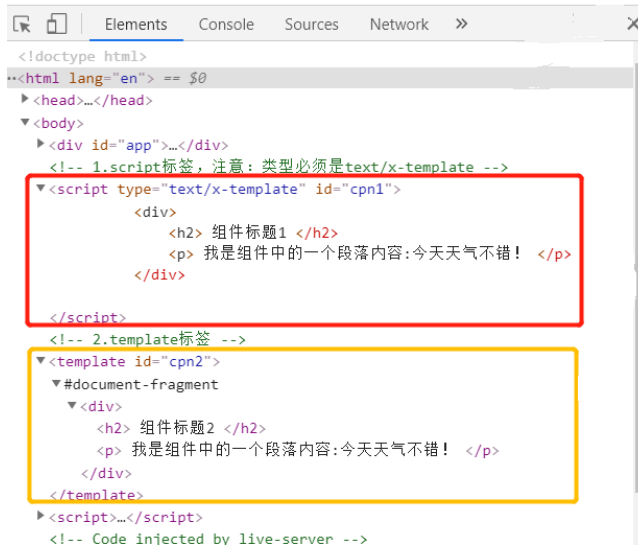 Elements Console Sources Network »
<!doctype html>
··<html lang="en"> == $0
▶<head>…</head>
▼<body>
▶<div id="app">…</div>
<!-- 1.script标签，注意：类型必须是text/x-template -->
▼<script type="text/x-template" id="cpn1">
<div>
<h2> 组件标题1 </h2>
<p> 我是组件中的一个段落内容:今天天气不错! </p>
</div>
</script>
<!-- 2.template标签 -->
▼<template id="cpn2">
▼#document-fragment
▼<div>
<h2> 组件标题2 </h2>
<p> 我是组件中的一个段落内容:今天天气不错! </p>
</div>
</template>
▶<script>…</script>
<!-- Code injected by live-server -->